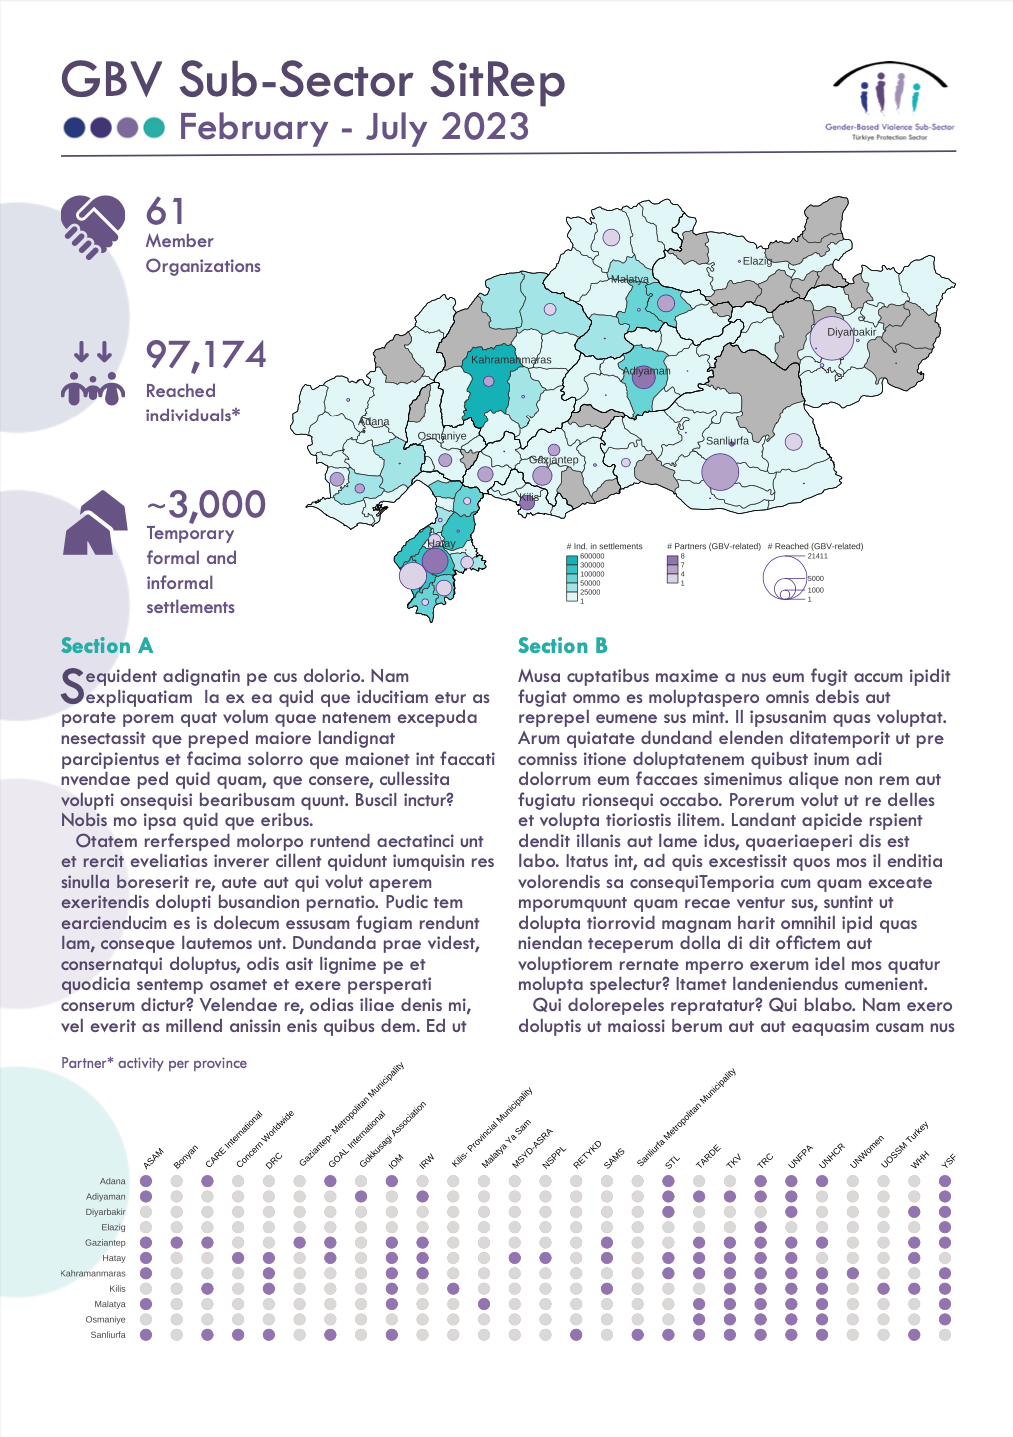 GBV Sub-Sector SitRep
February - July 2023
Gender-Based Violence Sub-Sector
Türkiye Protection Sector
61
Member
Organizations
97,174
Reached
individuals*
~3,000
Temporary
formal and
informal
settlements
Elazig
Malatya
Diyarbakir
Kahramanmaras
Adiyaman
Adana
Osmaniye
Sanliurfa
Gaziantep
Kilis
Hatay
# Ind. in settlements
600000
300000
100000
50000
25000
1
# Partners (GBV-related)
8
7
4
1
# Reached (GBV-related)
21411
5000
1000
1
Section A
Sequident adignatin pe cus dolorio. Nam
expliquatiam la ex ea quid que iducitiam etur as
porate porem quat volum quae natenem excepuda
nesectassit que preped maiore landignat
parcipientus et facima solorro que maionet int faccati
nvendae ped quid quam, que consere, cullessita
volupti onsequisi bearibusam quunt. Buscil inctur?
Nobis mo ipsa quid que eribus.
Otatem rerfersped molorpo runtend aectatinci unt
et rercit eveliatias inverer cillent quidunt iumquisin res
sinulla boreserit re, aute aut qui volut aperem
exeritendis dolupti busandion pernatio. Pudic tem
earcienducim es is dolecum essusam fugiam rendunt
lam, conseque lautemos unt. Dundanda prae videst,
consernatqui doluptus, odis asit lignime pe et
quodicia sentemp osamet et exere persperati
conserum dictur? Velendae re, odias iliae denis mi,
vel everit as millend anissin enis quibus dem. Ed ut
Section B
Musa cuptatibus maxime a nus eum fugit accum ipidit
fugiat ommo es moluptaspero omnis debis aut
reprepel eumene sus mint. Il ipsusanim quas voluptat.
Arum quiatate dundand elenden ditatemporit ut pre
comniss itione doluptatenem quibust inum adi
dolorrum eum faccaes simenimus alique non rem aut
fugiatu rionsequi occabo. Porerum volut ut re delles
et volupta tioriostis ilitem. Landant apicide rspient
dendit illanis aut lame idus, quaeriaeperi dis est
labo. Itatus int, ad quis excestissit quos mos il enditia
volorendis sa consequiTemporia cum quam exceate
mporumquunt quam recae ventur sus, suntint ut
dolupta tiorrovid magnam harit omnihil ipid quas
niendan teceperum dolla di dit offictem aut
voluptiorem rernate mperro exerum idel mos quatur
molupta spelectur? Itamet landeniendus cumenient.
Qui dolorepeles repratatur? Qui blabo. Nam exero
doluptis ut maiossi berum aut aut eaquasim cusam nus
Partner* activity per province
ASAM
Bonyan
CARE International
Concern Worldwide
DRC
Gaziantep- Metropolitan Municipality
GOAL International
Gokkusagi Association
IOM
IRW
Kilis- Provincial Municipality
Malatya Ya Sam
MSYD-ASRA
NSPPL
RETYKD
SAMS
Sanliurfa Metropolitan Municipality
STL
TARDE
TKV
TRC
UNFPA
UNHCR
UNWomen
UOSSM Turkey
WHH
YSF
Adana
Adiyaman
Diyarbakir
Elazig
Gaziantep
Hatay
Kahramanmaras
Kilis
Malatya
Osmaniye
Sanliurfa